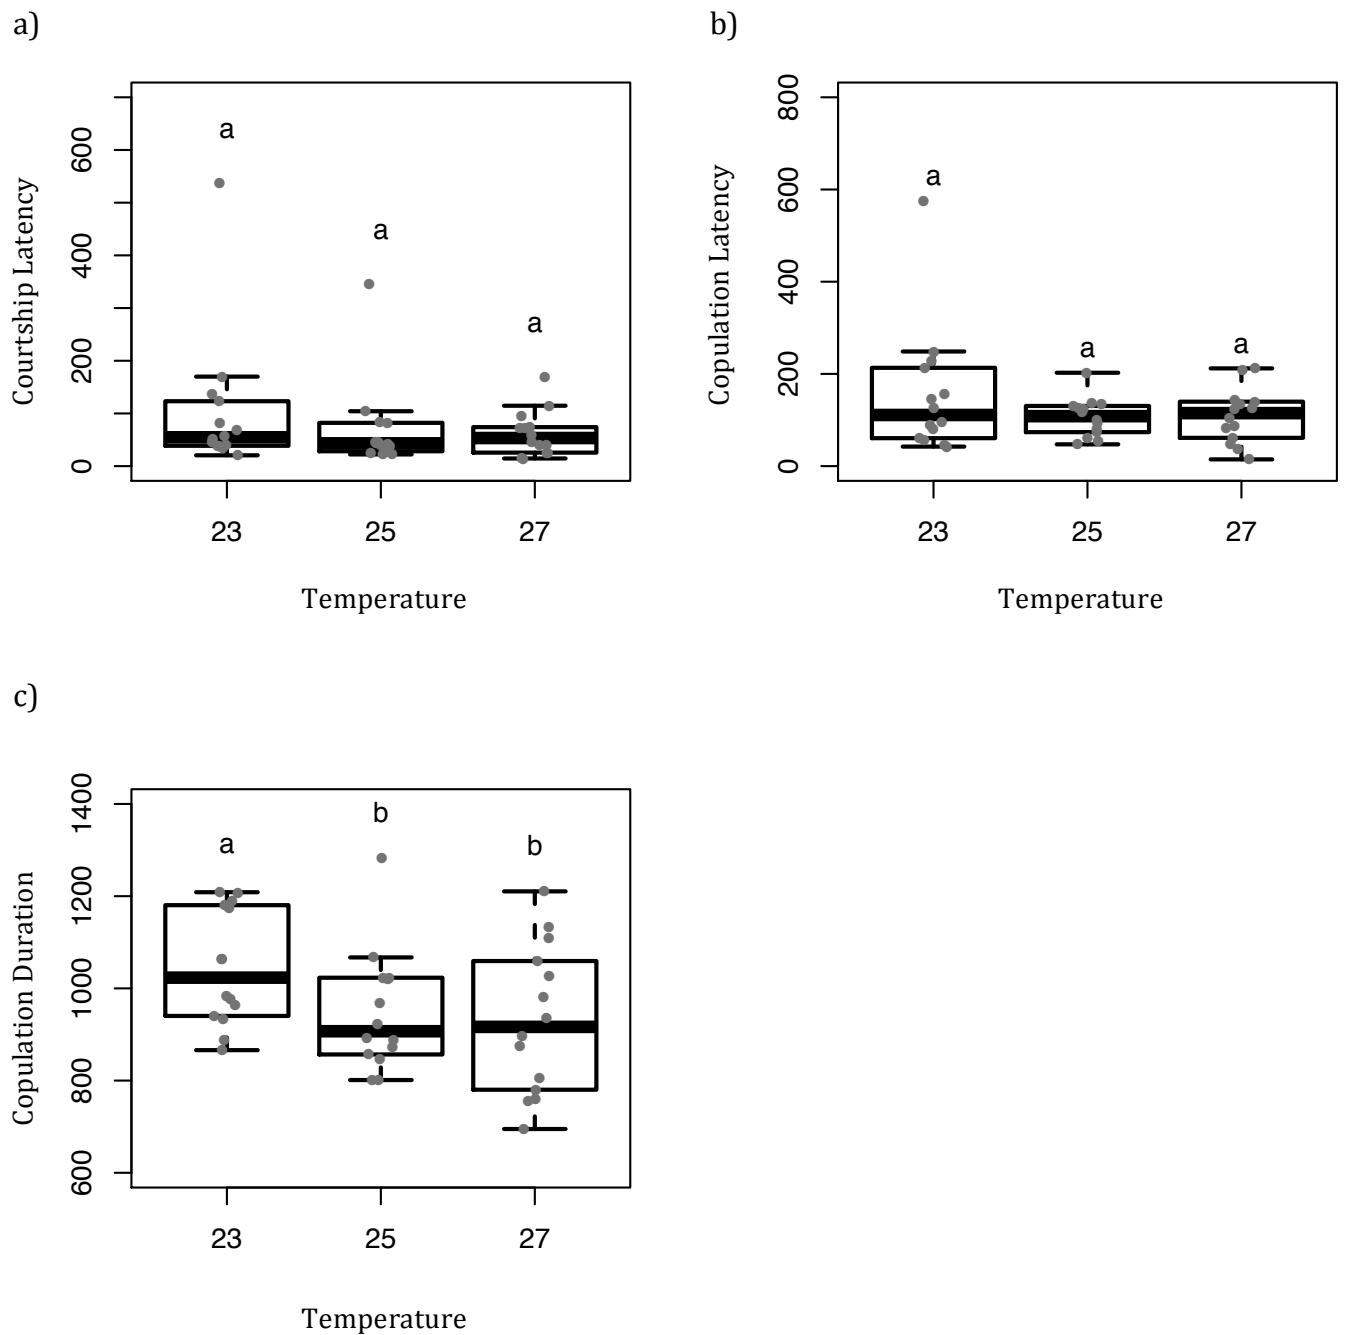 a)
Courtship Latency
0 200 400 600
a
a
a
23 25 27
Temperature
b)
Copulation Latency
0 200 400 600 800
a
a
a
23 25 27
Temperature
c)
Copulation Duration
600 800 1000 1200 1400
a
b
b
23 25 27
Temperature